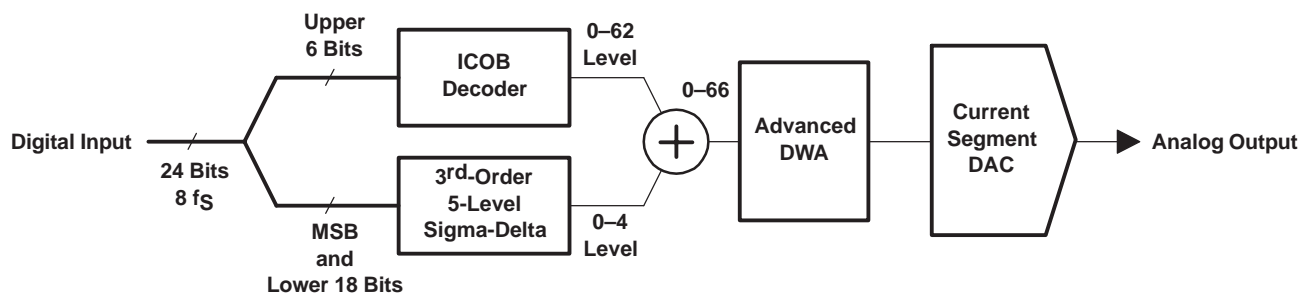 Upper
6 Bits
ICOB
Decoder
0–62
Level
0–66
Digital Input
24 Bits
8 fS
3rd-Order
5-Level
Sigma-Delta
MSB
and
Lower 18 Bits
0–4
Level
+
Advanced
DWA
Current
Segment
DAC
Analog Output